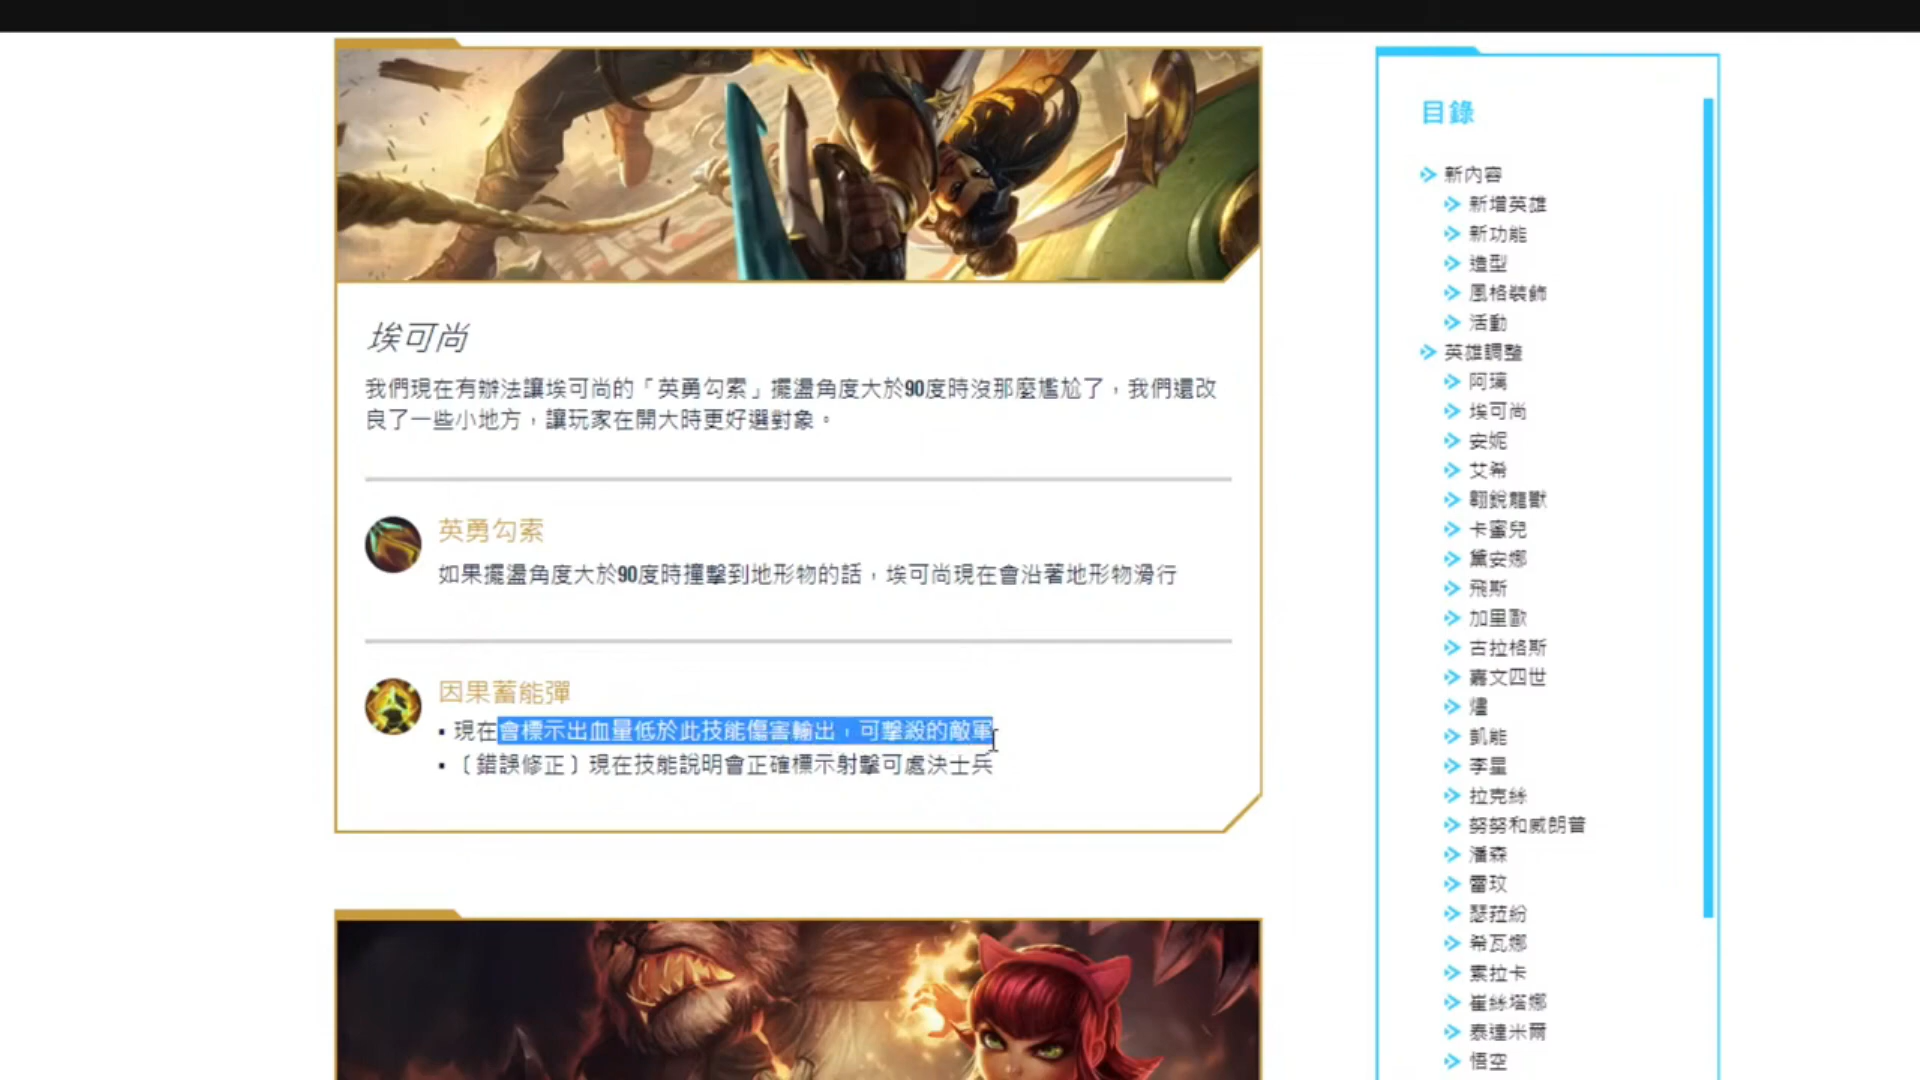 埃可尚
我們現在有辦法讓埃可尚的「英勇勾索」擺盪角度大於90度時沒那麼尷尬了，我們還改
良了一些小地方，讓玩家在開大時更好選對象。
英勇勾索
如果擺盪角度大於90度時撞擊到地形物的話，埃可尚現在會沿著地形物滑行
因果蓄能彈
▪ 現在會標示出血量低於此技能傷害輸出，可擊殺的敵軍
▪ 〔錯誤修正〕現在技能說明會正確標示射擊可處決士兵
目錄
新內容
新增英雄
新功能
造型
風格裝飾
活動
英雄調整
阿璃
埃可尚
安妮
艾希
翱銳龍獸
卡蜜兒
黛安娜
飛斯
加里歐
古拉格斯
嘉文四世
燼
凱能
李星
拉克絲
努努和威朗普
潘森
雷玟
瑟菈紛
希瓦娜
索拉卡
崔絲塔娜
泰達米爾
悟空